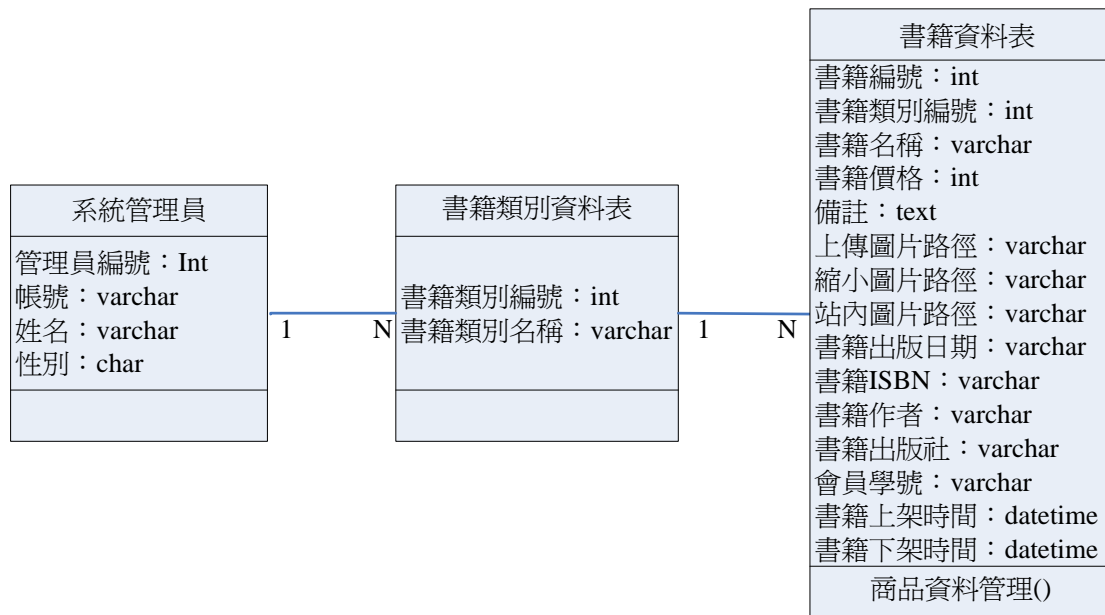 系統管理員
管理員編號：Int
帳號：varchar
姓名：varchar
性別：char
1
N
書籍類別資料表
書籍類別編號：int
書籍類別名稱：varchar
1
N
書籍資料表
書籍編號：int
書籍類別編號：int
書籍名稱：varchar
書籍價格：int
備註：text
上傳圖片路徑：varchar
縮小圖片路徑：varchar
站內圖片路徑：varchar
書籍出版日期：varchar
書籍ISBN：varchar
書籍作者：varchar
書籍出版社：varchar
會員學號：varchar
書籍上架時間：datetime
書籍下架時間：datetime
商品資料管理()